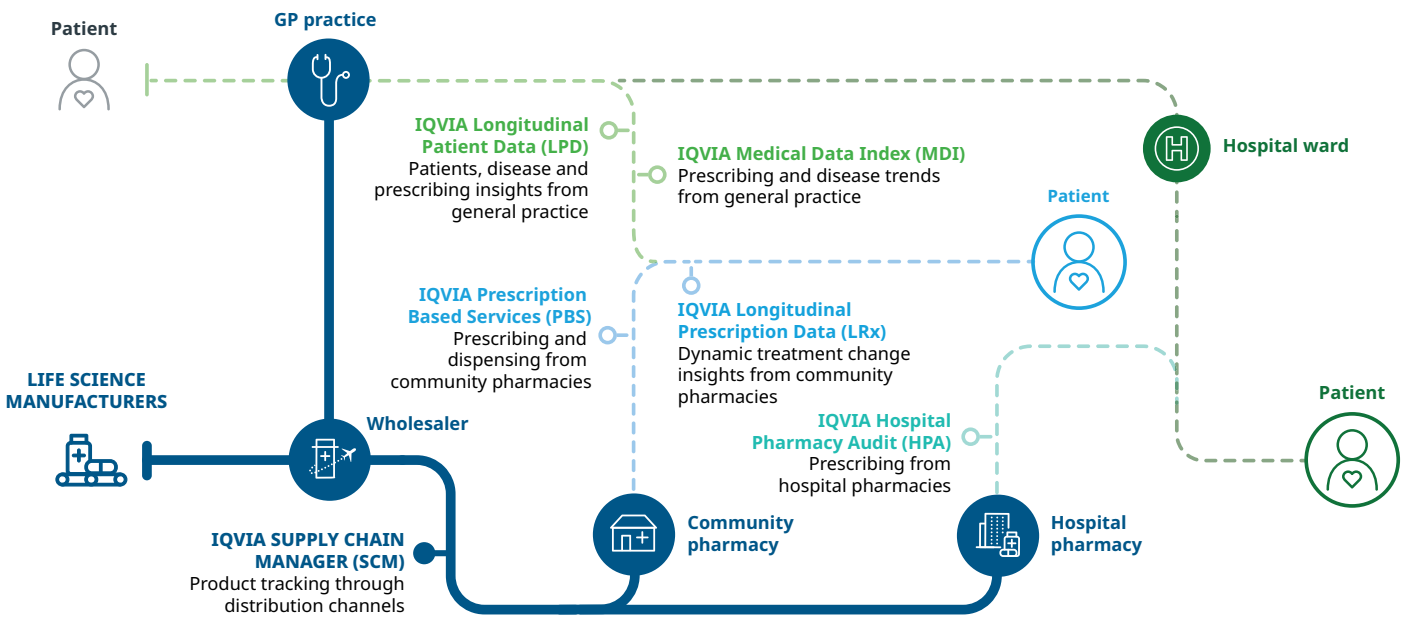 GP practice
Patient
IQVIA Longitudinal
Patient Data (LPD)
Patients, disease and
prescribing insights from
general practice
IQVIA Medical Data Index (MDI)
Prescribing and disease trends
from general practice
H
Hospital ward
Patient
IQVIA Prescription
Based Services (PBS)
Prescribing and
dispensing from
community pharmacies
IQVIA Longitudinal
Prescription Data (LRx)
Dynamic treatment change
insights from community
pharmacies
LIFE SCIENCE
MANUFACTURERS
Wholesaler
IQVIA Hospital
Pharmacy Audit (HPA)
Prescribing from
hospital pharmacies
Patient
IQVIA SUPPLY CHAIN
MANAGER (SCM)
Product tracking through
distribution channels
Community
pharmacy
Hospital
pharmacy